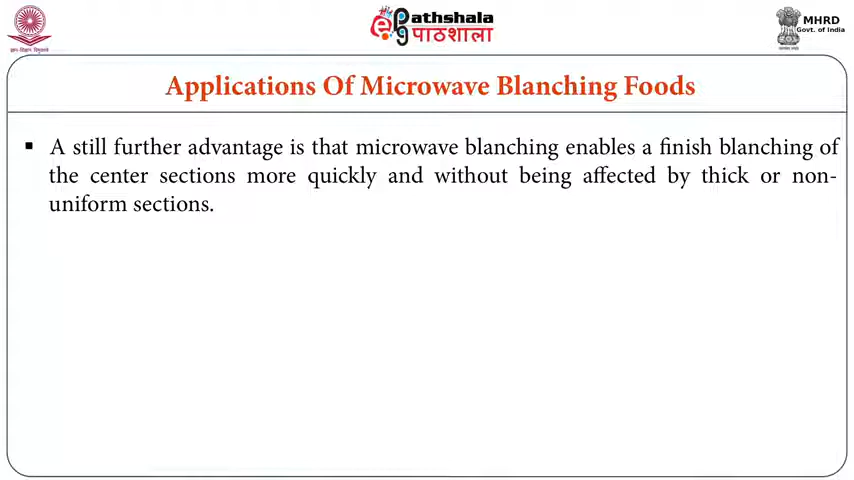 ePathshala
पाठशाला
MHRD
Govt. of India
Applications Of Microwave Blanching Foods
▪ A still further advantage is that microwave blanching enables a finish blanching of
the center sections more quickly and without being affected by thick or non-
uniform sections.